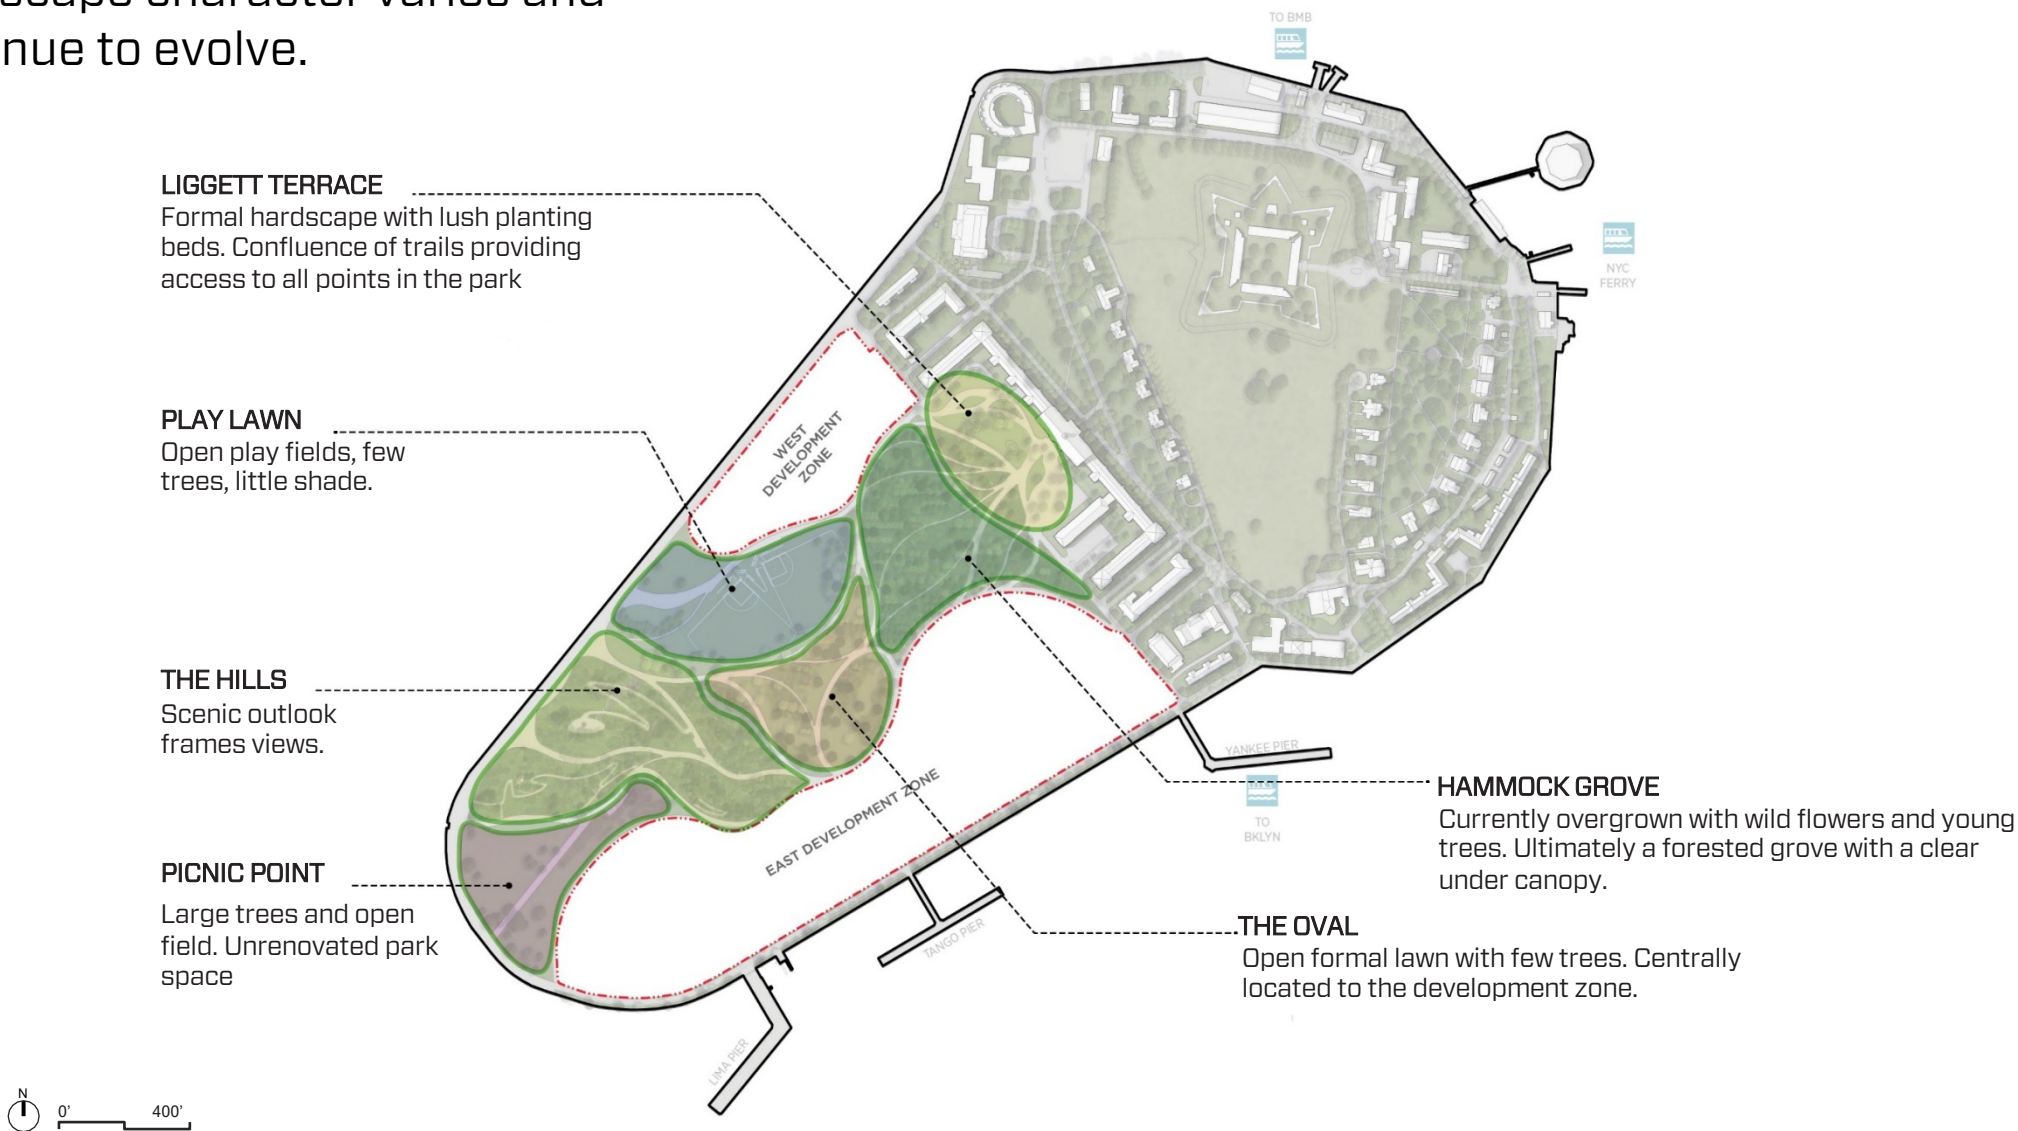 nue to evolve.
TO BMB
LIGGETT TERRACE
Formal hardscape with lush planting
beds. Confluence of trails providing
access to all points in the park
NYC
FERRY
PLAY LAWN
Open play fields, few
trees, little shade.
WEST
DEVELOPMENT
ZONE
THE HILLS
Scenic outlook
frames views.
YANKEE PIER
HAMMOCK GROVE
Currently overgrown with wild flowers and young
trees. Ultimately a forested grove with a clear
under canopy.
TO
BKLYN
EAST DEVELOPMENT ZONE
PICNIC POINT
Large trees and open
field. Unrenovated park
space
THE OVAL
Open formal lawn with few trees. Centrally
located to the development zone.
TANGO PIER
LIMA PIER
N
0' 400'